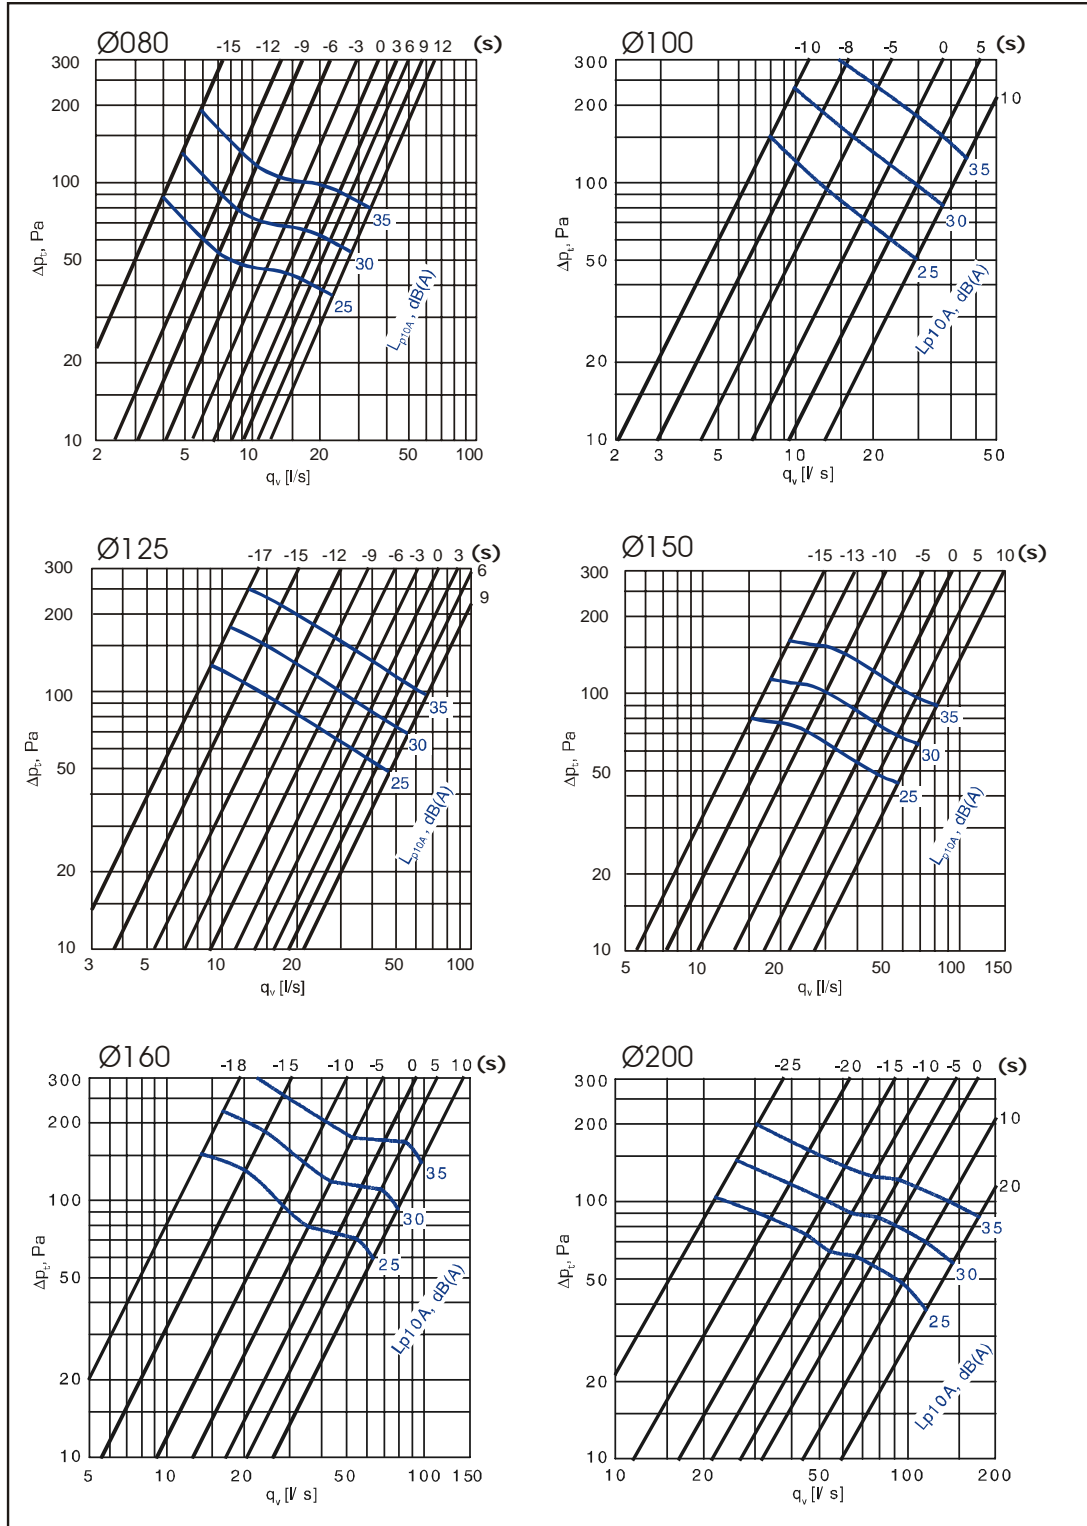 Ø080 -15 -12 -9 -6 -3 0 3 6 9 12 (s)
300
200
100
50
20
10
Δpₜ, Pa
35
30
25
Lp10A, dB(A)
2 5 10 20 50 100
qᵥ [l/s]
Ø100 -10 -8 -5 0 5 (s)
10
300
200
100
50
20
10
Δpₜ, Pa
35
30
25
Lp10A, dB(A)
2 3 5 10 20 50
qᵥ [l/ s]
Ø125 -17 -15 -12 -9 -6 -3 0 3 (s)
6
9
300
200
100
50
20
10
Δpₜ, Pa
35
30
25
Lp10A, dB(A)
3 5 10 20 50 100
qᵥ [l/s]
Ø150 -15 -13 -10 -5 0 5 10 (s)
300
200
100
50
20
10
Δpₜ, Pa
35
30
25
Lp10A, dB(A)
5 10 20 50 100 150
qᵥ [l/s]
Ø160 -18 -15 -10 -5 0 5 10 (s)
300
200
100
50
20
10
Δpₜ, Pa
35
30
25
Lp10A, dB(A)
5 10 20 50 100 150
qᵥ [l/ s]
Ø200 -25 -20 -15 -10 -5 0 (s)
10
20
300
200
100
50
20
10
Δpₜ, Pa
35
30
25
Lp10A, dB(A)
10 20 50 100 200
qᵥ [l/ s]